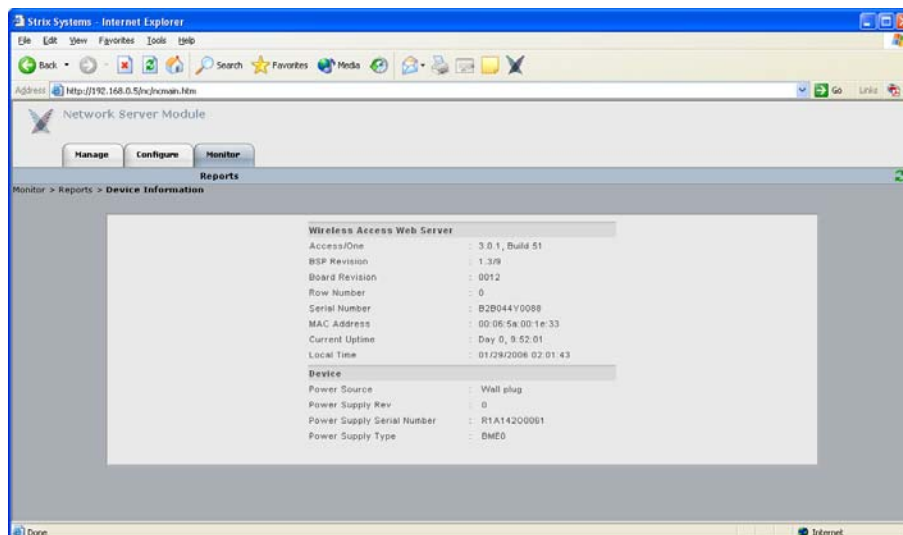 Strix Systems - Internet Explorer
File Edit View Favorites Tools Help
Back Search Favorites Media
Address http://192.168.0.5/nc/ncmain.htm Go Links
Network Server Module
Manage Configure Monitor
Reports
Monitor > Reports > Device Information
Wireless Access Web Server
Access/One : 3.0.1, Build 51
BSP Revision : 1.3/9
Board Revision : 0012
Row Number : 0
Serial Number : B2B044Y0088
MAC Address : 00:06:5a:00:1e:33
Current Uptime : Day 0, 9:52:01
Local Time : 01/29/2006 02:01:43
Device
Power Source : Wall plug
Power Supply Rev : 0
Power Supply Serial Number : R1A14200061
Power Supply Type : BME0
Done Internet